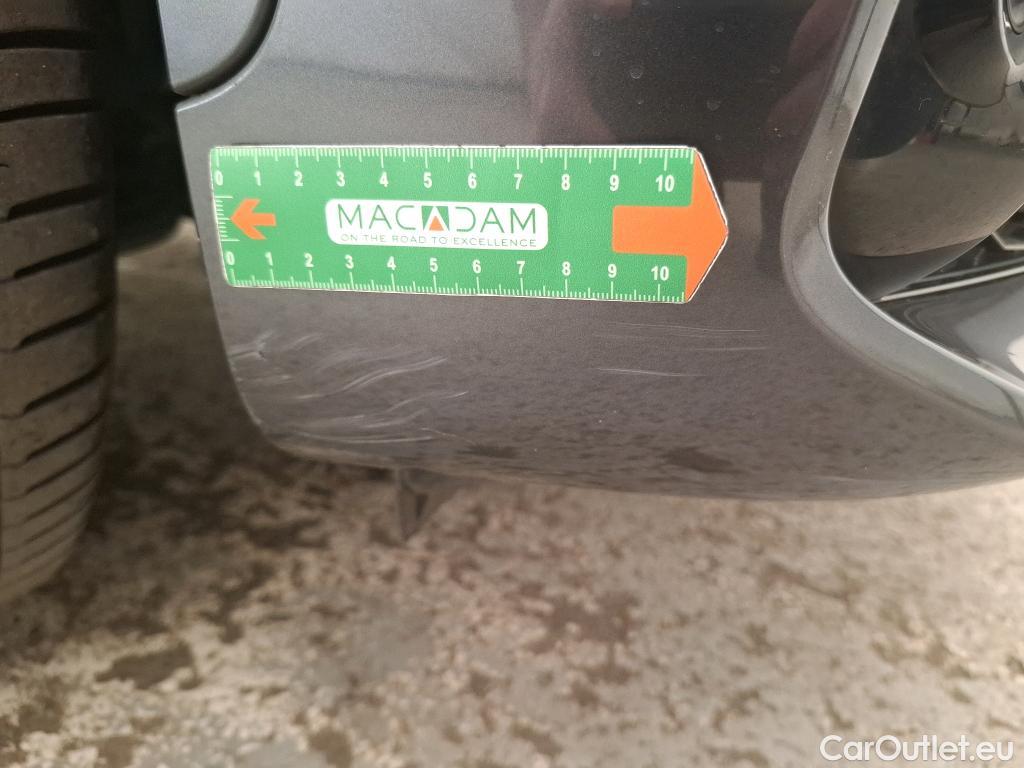 0 1 2 3 4 5 6 7 8 9 10
MACADAM
ON THE ROAD TO EXCELLENCE
0 1 2 3 4 5 6 7 8 9 10
CarOutlet.eu